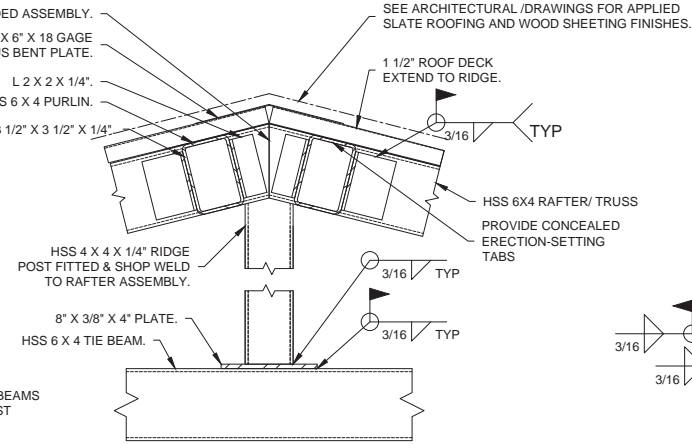 DED ASSEMBLY.
X 6" X 18 GAGE
US BENT PLATE.
L 2 X 2 X 1/4".
S 6 X 4 PURLIN.
1/2" X 3 1/2" X 1/4".
SEE ARCHITECTURAL /DRAWINGS FOR APPLIED
SLATE ROOFING AND WOOD SHEETING FINISHES.
1 1/2" ROOF DECK
EXTEND TO RIDGE.
3/16
TYP
HSS 6X4 RAFTER/ TRUSS
PROVIDE CONCEALED
ERECTION-SETTING
TABS
HSS 4 X 4 X 1/4" RIDGE
POST FITTED & SHOP WELD
TO RAFTER ASSEMBLY.
3/16
TYP
8" X 3/8" X 4" PLATE.
HSS 6 X 4 TIE BEAM.
3/16
TYP
3/16
3/16
BEAMS
ST